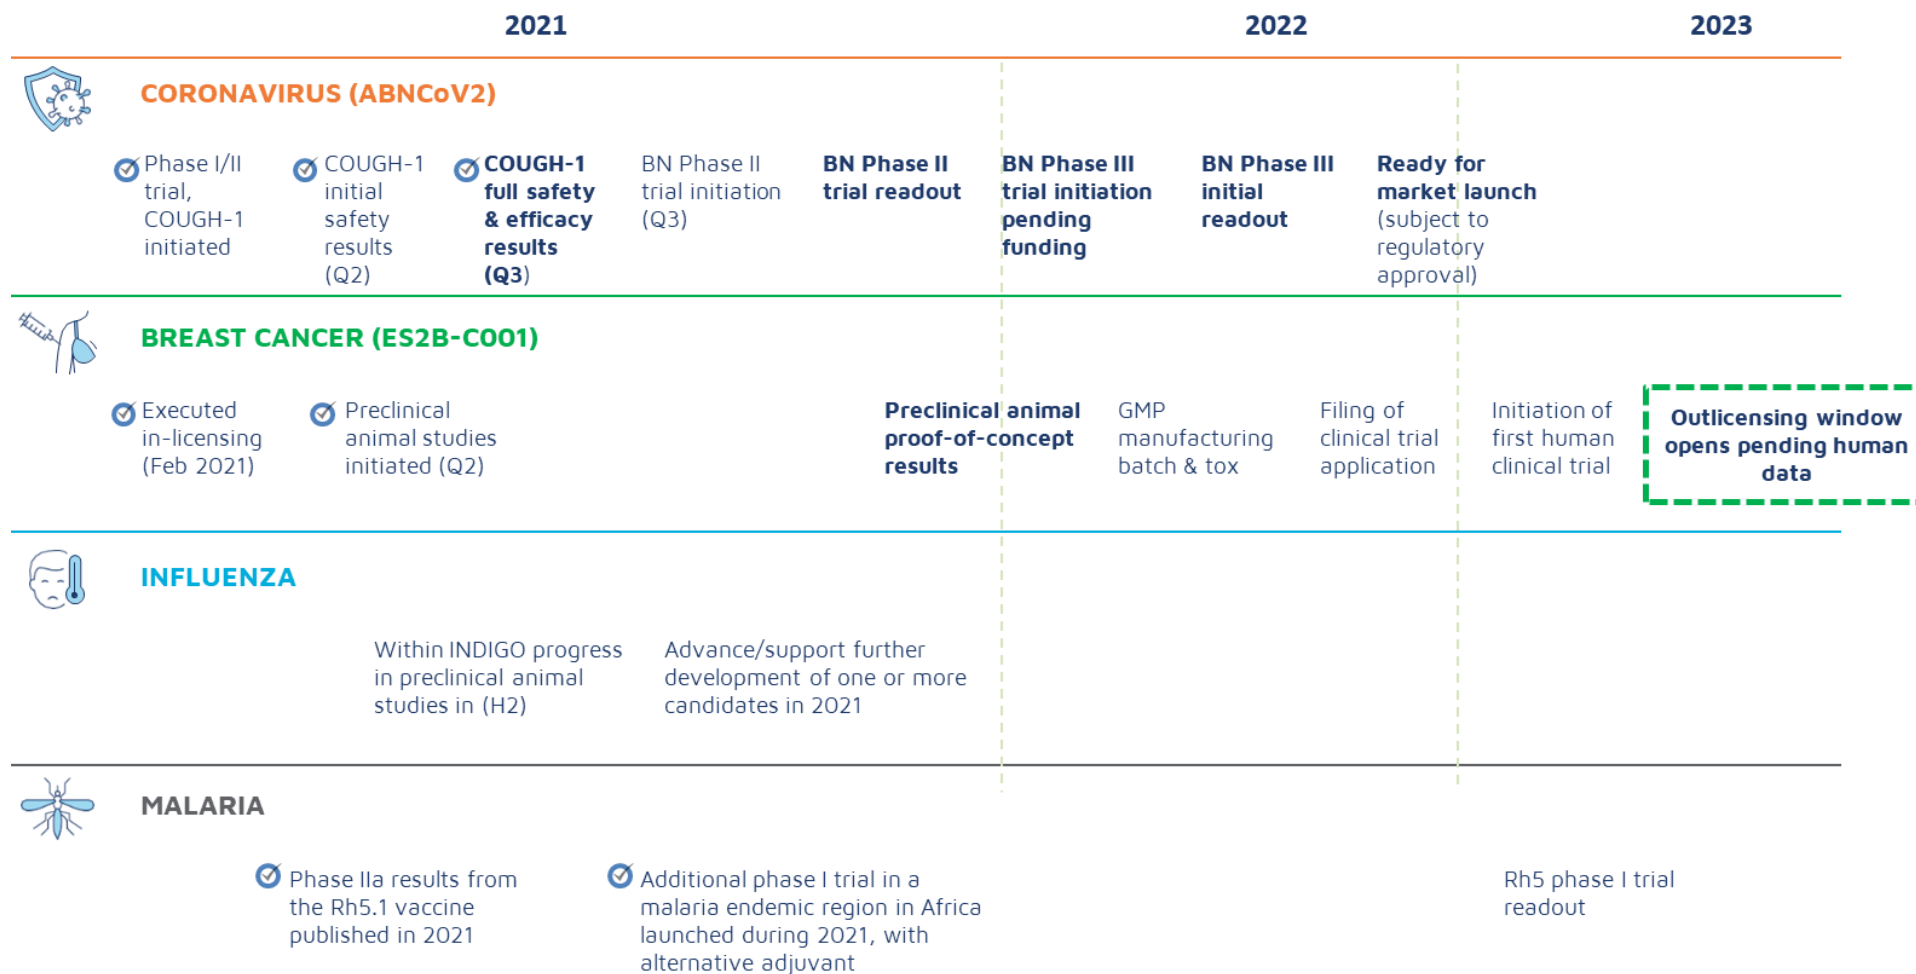 2021
2022
2023
CORONAVIRUS (ABNCoV2)
Phase I/II
trial,
COUGH-1
initiated
COUGH-1
initial
safety
results
(Q2)
COUGH-1
full safety
& efficacy
results
(Q3)
BN Phase II
trial initiation
(Q3)
BN Phase II
trial readout
BN Phase III
trial initiation
pending
funding
BN Phase III
initial
readout
Ready for
market launch
(subject to
regulatory
approval)
BREAST CANCER (ES2B-C001)
Executed
in-licensing
(Feb 2021)
Preclinical
animal studies
initiated (Q2)
Preclinical animal
proof-of-concept
results
GMP
manufacturing
batch & tox
Filing of
clinical trial
application
Initiation of
first human
clinical trial
Outlicensing window
opens pending human
data
INFLUENZA
Within INDIGO progress
in preclinical animal
studies in (H2)
Advance/support further
development of one or more
candidates in 2021
MALARIA
Phase IIa results from
the Rh5.1 vaccine
published in 2021
Additional phase I trial in a
malaria endemic region in Africa
launched during 2021, with
alternative adjuvant
Rh5 phase I trial
readout